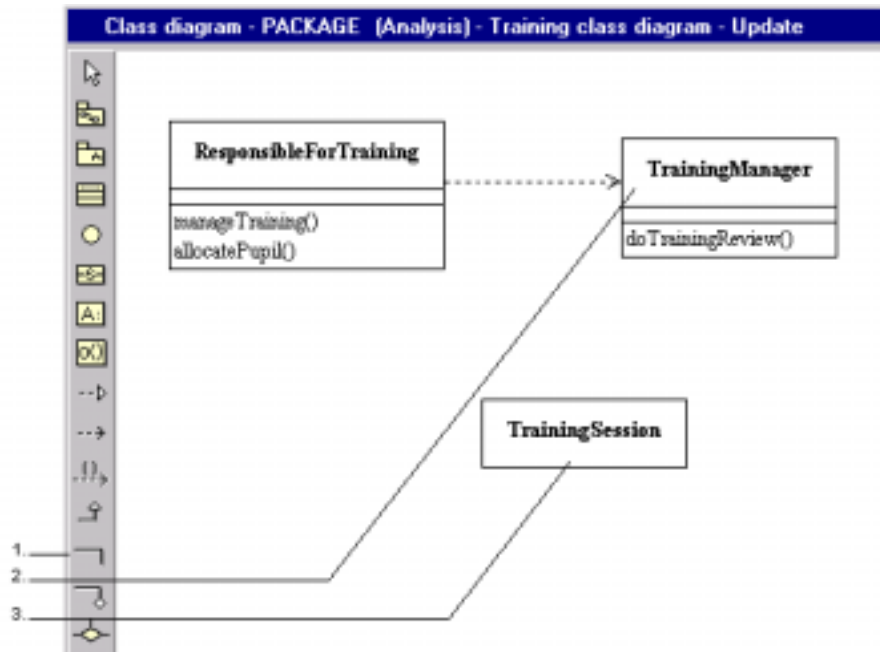 Class diagram - PACKAGE (Analysis) - Training class diagram - Update
ResponsibleForTraining
manageTraining()
allocatePupil()
TrainingManager
doTrainingReview()
TrainingSession
A:
()
1.
2.
3.